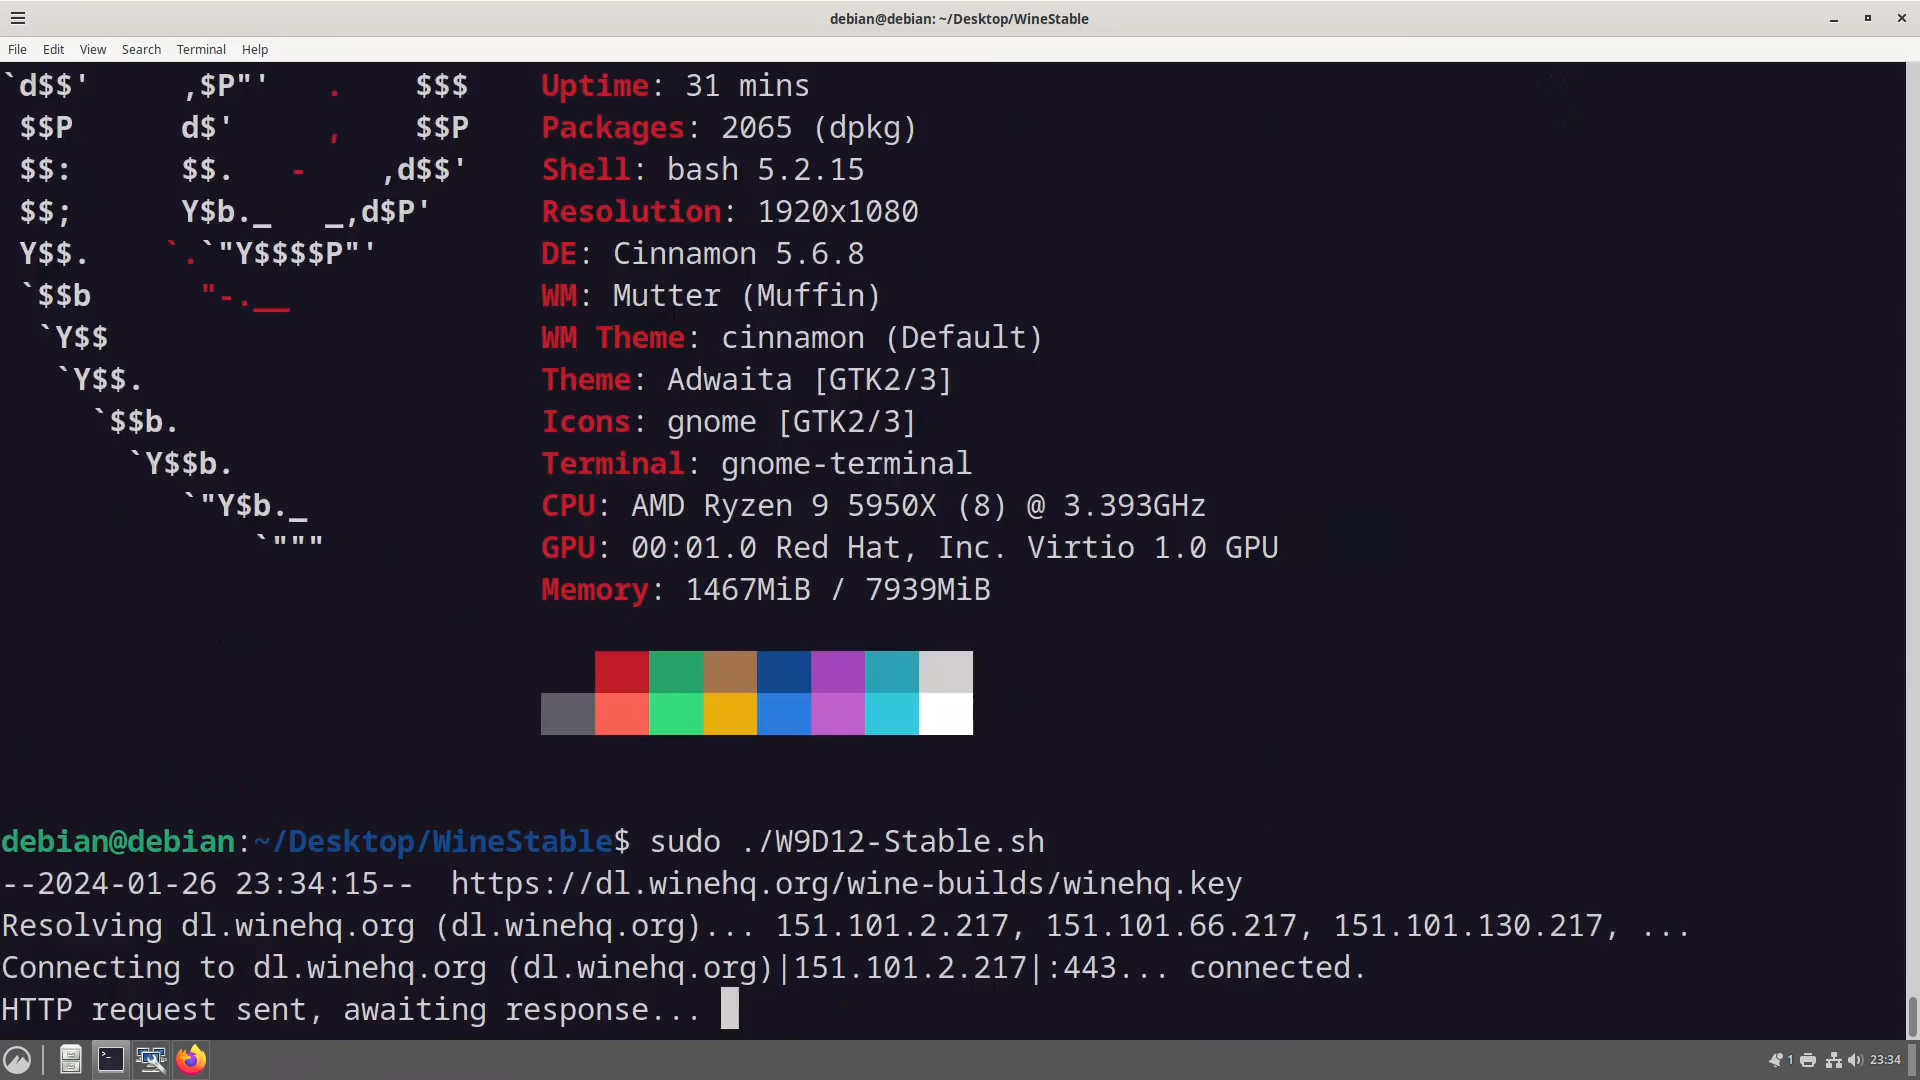 debian@debian: ~/Desktop/WineStable
File Edit View Search Terminal Help
`d$$' ,$P"' . $$$ Uptime: 31 mins
$$P d$' , $$P Packages: 2065 (dpkg)
$$: $$. - ,d$$' Shell: bash 5.2.15
$$; Y$b._ _,d$P' Resolution: 1920x1080
Y$$. `.`"Y$$$$P"' DE: Cinnamon 5.6.8
`$$b "-.__ WM: Mutter (Muffin)
`Y$$ WM Theme: cinnamon (Default)
`Y$$. Theme: Adwaita [GTK2/3]
`$$b. Icons: gnome [GTK2/3]
`Y$$b. Terminal: gnome-terminal
`"Y$b._ CPU: AMD Ryzen 9 5950X (8) @ 3.393GHz
`""" GPU: 00:01.0 Red Hat, Inc. Virtio 1.0 GPU
Memory: 1467MiB / 7939MiB
debian@debian:~/Desktop/WineStable$ sudo ./W9D12-Stable.sh
--2024-01-26 23:34:15-- https://dl.winehq.org/wine-builds/winehq.key
Resolving dl.winehq.org (dl.winehq.org)... 151.101.2.217, 151.101.66.217, 151.101.130.217, ...
Connecting to dl.winehq.org (dl.winehq.org)|151.101.2.217|:443... connected.
HTTP request sent, awaiting response...
1 23:34